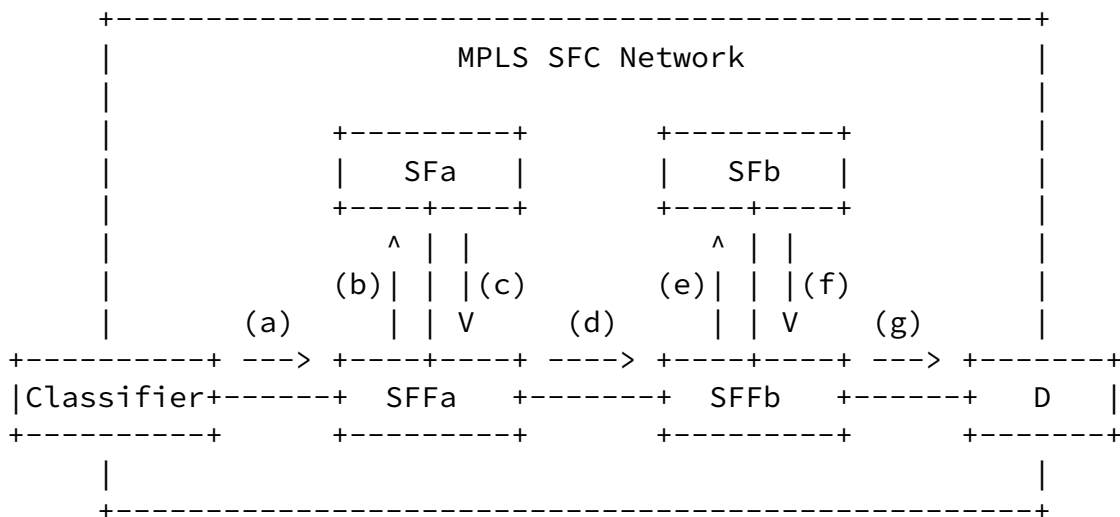 MPLS SFC Network
SFa SFb
^ ^
(b) (c) (e) (f)
(a) V (d) V (g)
---> ----> --->
Classifier SFFa SFFb D